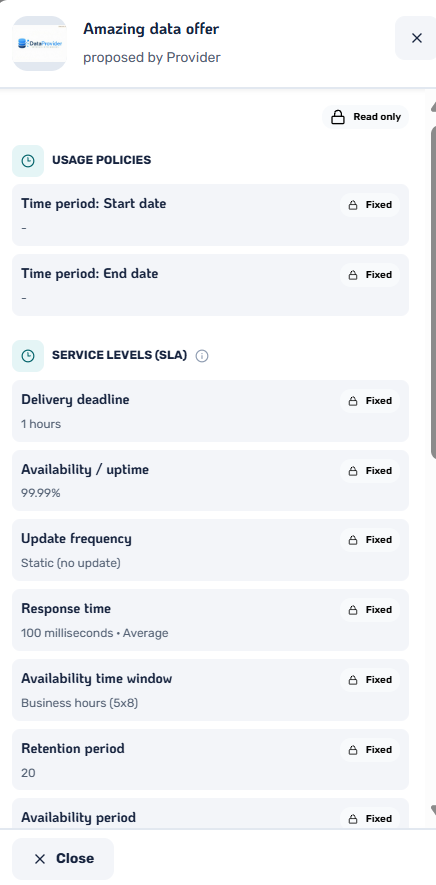 DataProvider
Amazing data offer
proposed by Provider
Read only
USAGE POLICIES
Time period: Start date
Fixed
-
Time period: End date
Fixed
-
SERVICE LEVELS (SLA)
Delivery deadline
Fixed
1 hours
Availability / uptime
Fixed
99.99%
Update frequency
Fixed
Static (no update)
Response time
Fixed
100 milliseconds • Average
Availability time window
Fixed
Business hours (5x8)
Retention period
Fixed
20
Availability period
Fixed
Close